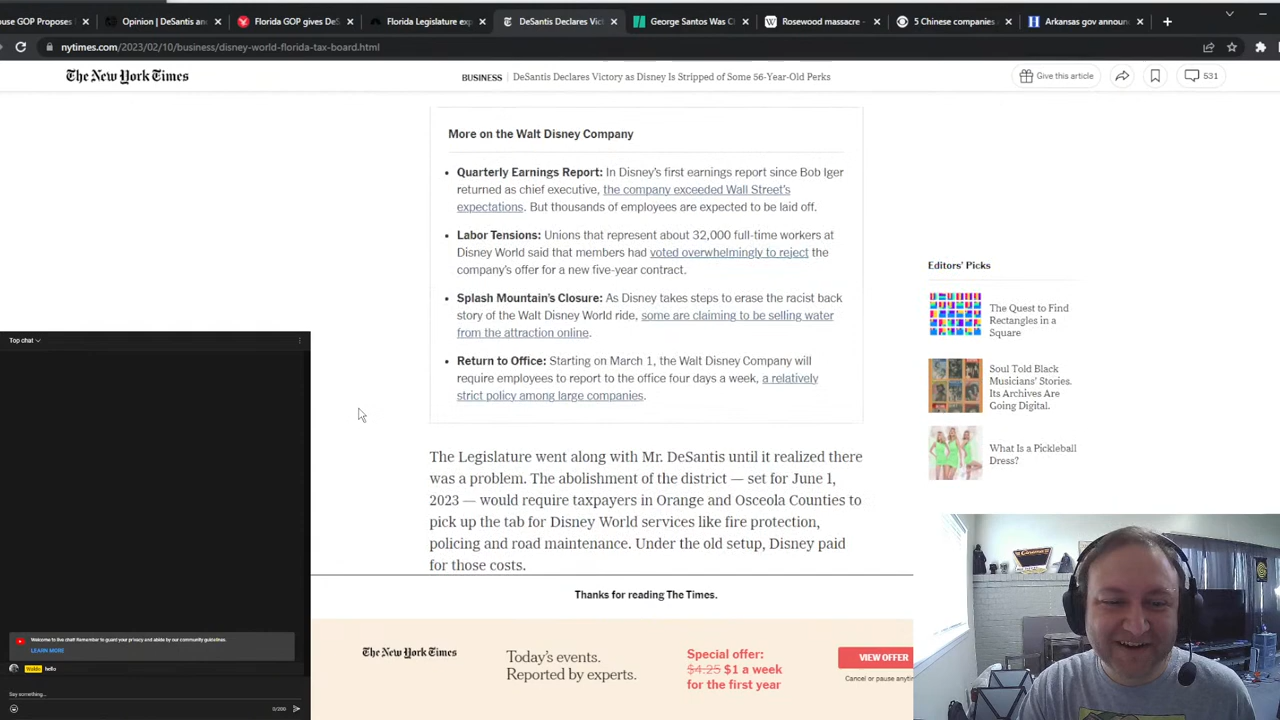 use GOP Proposes
Opinion | DeSantis and
Florida GOP gives DeS
Florida Legislature exp
DeSantis Declares Vict
George Santos Was C
Rosewood massacre -
5 Chinese companies
Arkansas gov announ
nytimes.com/2023/02/10/business/disney-world-florida-tax-board.html
The New York Times
BUSINESS DeSantis Declares Victory as Disney Is Stripped of Some 56-Year-Old Perks
Give this article
531
More on the Walt Disney Company
• Quarterly Earnings Report: In Disney's first earnings report since Bob Iger
returned as chief executive, the company exceeded Wall Street's
expectations. But thousands of employees are expected to be laid off.
• Labor Tensions: Unions that represent about 32,000 full-time workers at
Disney World said that members had voted overwhelmingly to reject the
company's offer for a new five-year contract.
• Splash Mountain's Closure: As Disney takes steps to erase the racist back
story of the Walt Disney World ride, some are claiming to be selling water
from the attraction online.
• Return to Office: Starting on March 1, the Walt Disney Company will
require employees to report to the office four days a week, a relatively
strict policy among large companies.
The Legislature went along with Mr. DeSantis until it realized there
was a problem. The abolishment of the district — set for June 1,
2023 — would require taxpayers in Orange and Osceola Counties to
pick up the tab for Disney World services like fire protection,
policing and road maintenance. Under the old setup, Disney paid
for those costs.
Editors' Picks
The Quest to Find
Rectangles in a
Square
Soul Told Black
Musicians' Stories.
Its Archives Are
Going Digital.
What Is a Pickleball
Dress?
Top chat
Welcome to live chat! Remember to guard your privacy and abide by our community guidelines.
LEARN MORE
Waldo hello
Say something...
0/200
Thanks for reading The Times.
The New York Times
Today's events.
Reported by experts.
Special offer:
$4.25 $1 a week
for the first year
VIEW OFFER
Cancel or pause anytim